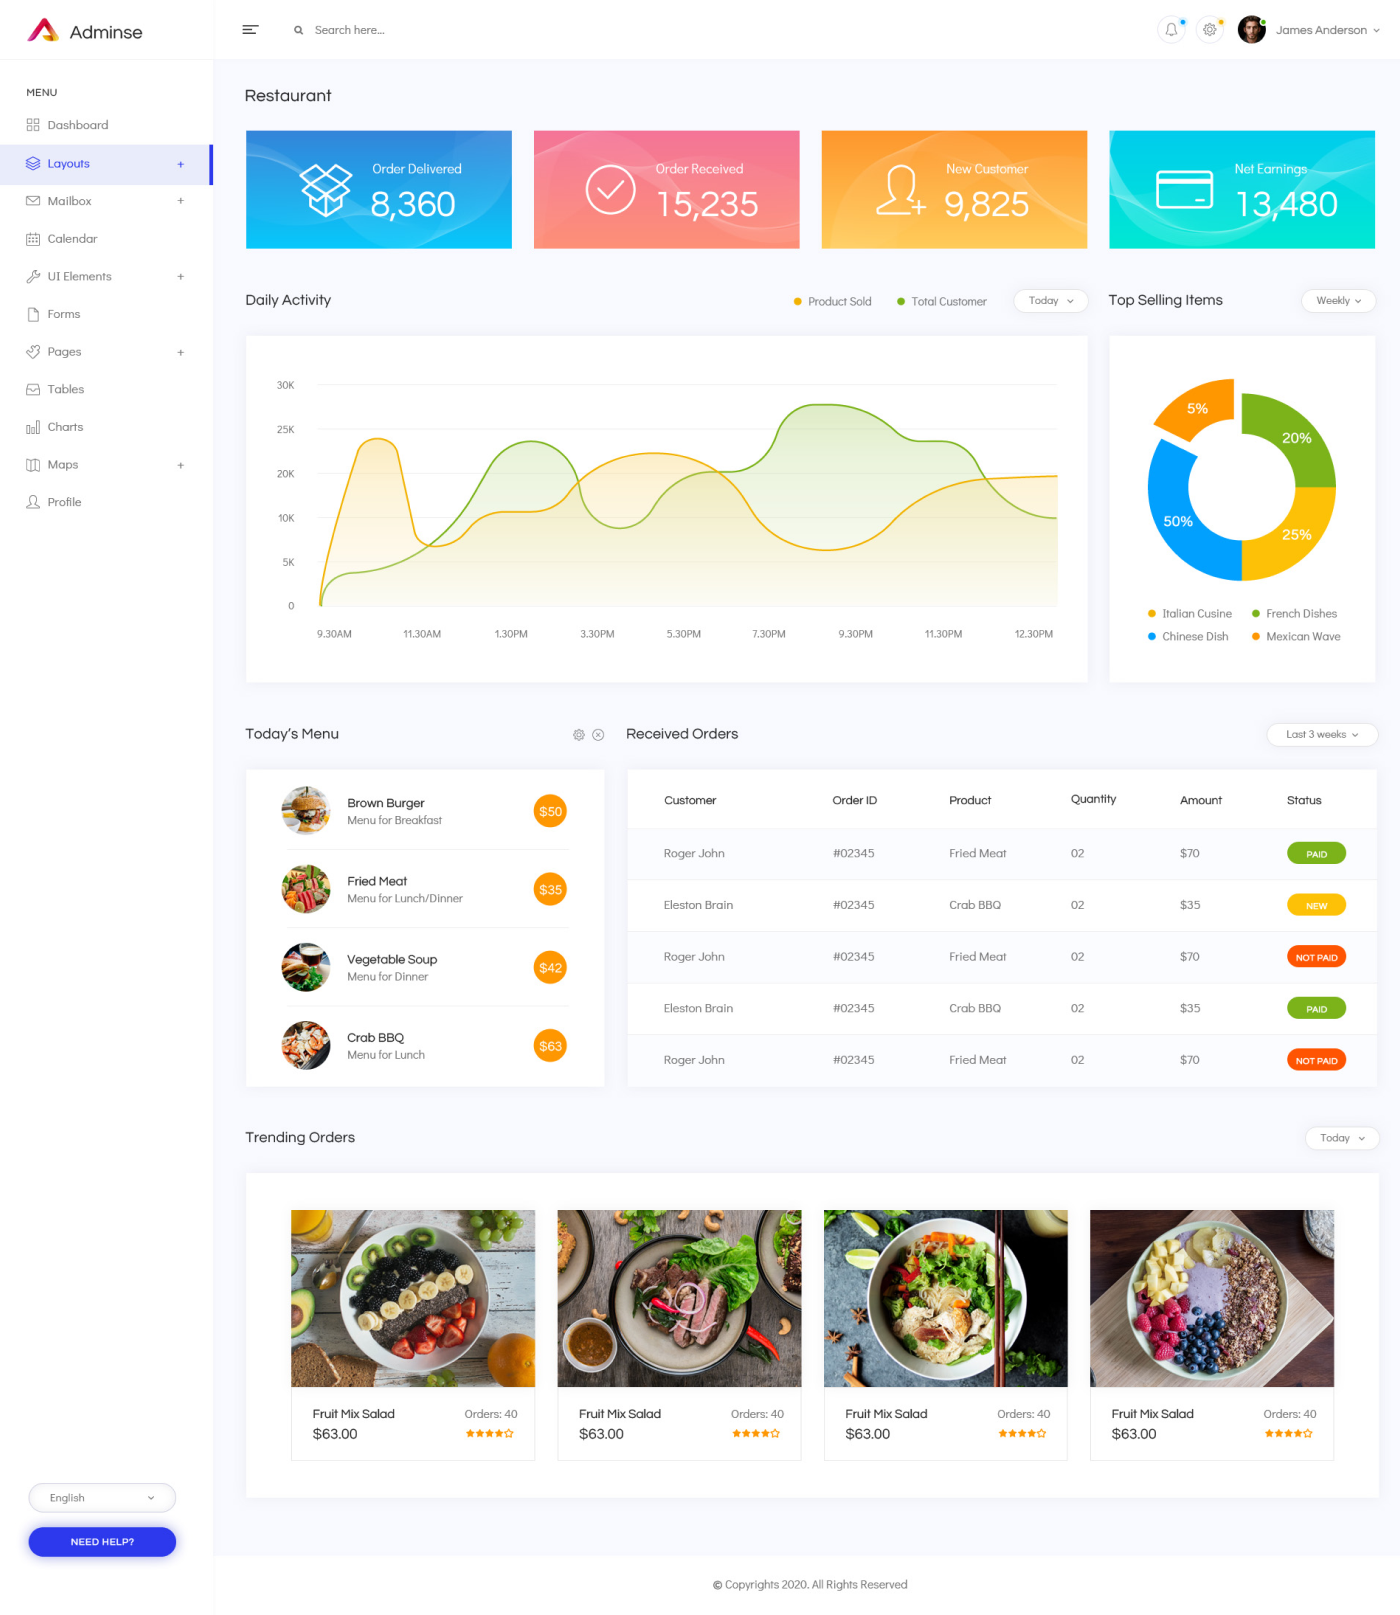 Adminse
Search here...
James Anderson
MENU
Dashboard
Layouts +
Mailbox +
Calendar
UI Elements +
Forms
Pages +
Tables
Charts
Maps +
Profile
English
NEED HELP?
Restaurant
Order Delivered
8,360
Order Received
15,235
New Customer
9,825
Net Earnings
13,480
Daily Activity
Product Sold
Total Customer
Today
30K
25K
20K
10K
5K
0
9.30AM 11.30AM 1.30PM 3.30PM 5.30PM 7.30PM 9.30PM 11.30PM 12.30PM
Top Selling Items
Weekly
5%
20%
50%
25%
Italian Cusine French Dishes
Chinese Dish Mexican Wave
Today's Menu
Brown Burger
Menu for Breakfast
$50
Fried Meat
Menu for Lunch/Dinner
$35
Vegetable Soup
Menu for Dinner
$42
Crab BBQ
Menu for Lunch
$63
Received Orders
Last 3 weeks
Customer Order ID Product Quantity Amount Status
Roger John #02345 Fried Meat 02 $70 PAID
Eleston Brain #02345 Crab BBQ 02 $35 NEW
Roger John #02345 Fried Meat 02 $70 NOT PAID
Eleston Brain #02345 Crab BBQ 02 $35 PAID
Roger John #02345 Fried Meat 02 $70 NOT PAID
Trending Orders
Today
Fruit Mix Salad Orders: 40
$63.00
Fruit Mix Salad Orders: 40
$63.00
Fruit Mix Salad Orders: 40
$63.00
Fruit Mix Salad Orders: 40
$63.00
© Copyrights 2020. All Rights Reserved